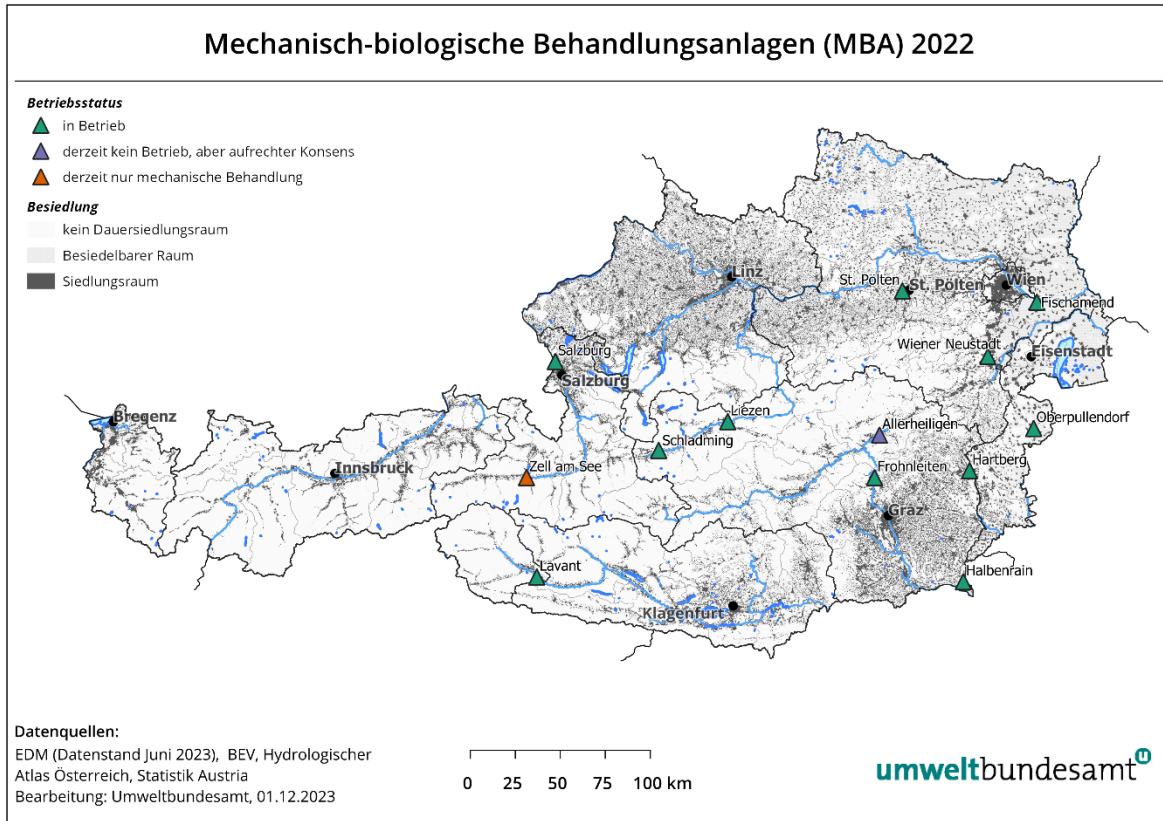 Mechanisch-biologische Behandlungsanlagen (MBA) 2022
Betriebsstatus
in Betrieb
derzeit kein Betrieb, aber aufrechter Konsens
derzeit nur mechanische Behandlung
Besiedlung
kein Dauersiedlungsraum
Besiedelbarer Raum
Siedlungsraum
Linz
St. Pölten
St. Pölten
Wien
Fischamend
Wiener Neustadt
Eisenstadt
Salzburg
Salzburg
Bregenz
Liezen
Allerheiligen
Oberpullendorf
Schladming
Innsbruck
Zell am See
Frohnleiten
Hartberg
Graz
Lavant
Halbenrain
Klagenfurt
Datenquellen:
EDM (Datenstand Juni 2023), BEV, Hydrologischer
Atlas Österreich, Statistik Austria
Bearbeitung: Umweltbundesamt, 01.12.2023
0 25 50 75 100 km
umweltbundesamt u